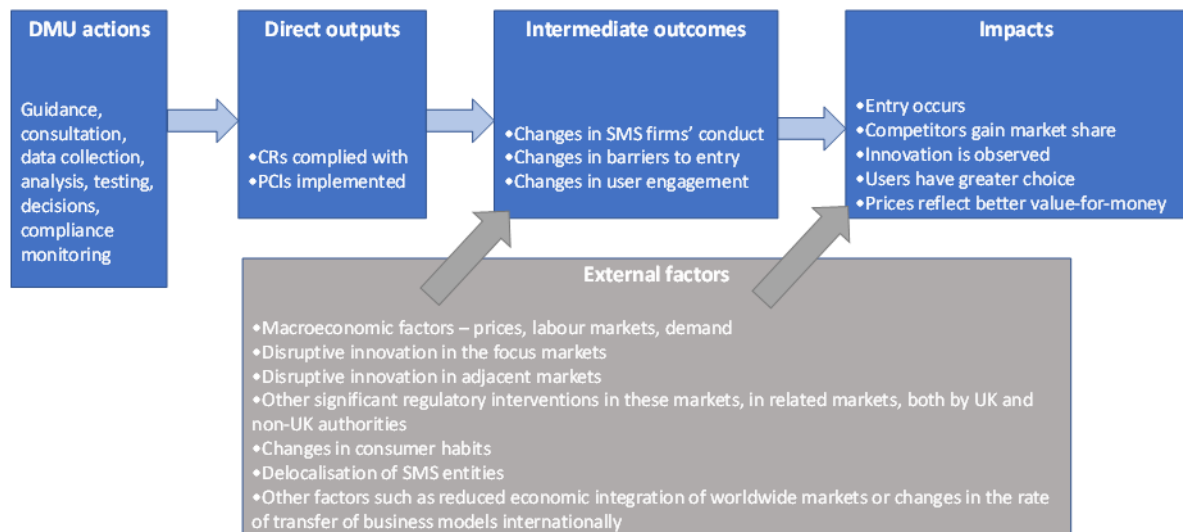 DMU actions
Guidance,
consultation,
data collection,
analysis, testing,
decisions,
compliance
monitoring
Direct outputs
◆CRs complied with
◆PCIs implemented
Intermediate outcomes
◆Changes in SMS firms’ conduct
◆Changes in barriers to entry
◆Changes in user engagement
Impacts
◆Entry occurs
◆Competitors gain market share
◆Innovation is observed
◆Users have greater choice
◆Prices reflect better value-for-money
External factors
◆Macroeconomic factors – prices, labour markets, demand
◆Disruptive innovation in the focus markets
◆Disruptive innovation in adjacent markets
◆Other significant regulatory interventions in these markets, in related markets, both by UK and
non-UK authorities
◆Changes in consumer habits
◆Delocalisation of SMS entities
◆Other factors such as reduced economic integration of worldwide markets or changes in the rate
of transfer of business models internationally